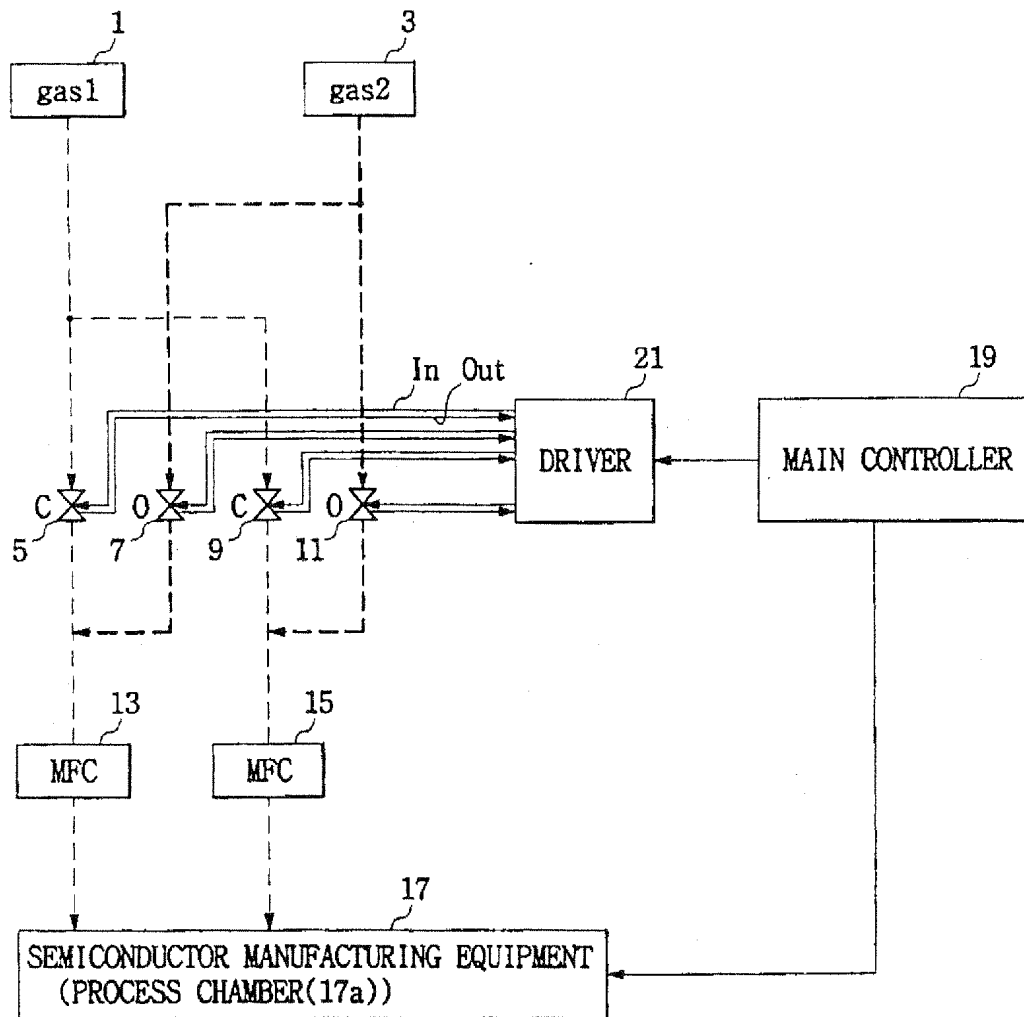 1
3
gas1
gas2
In Out
21
19
DRIVER
MAIN CONTROLLER
C
O
C
O
5
7
9
11
13
15
MFC
MFC
17
SEMICONDUCTOR MANUFACTURING EQUIPMENT
(PROCESS CHAMBER(17a))